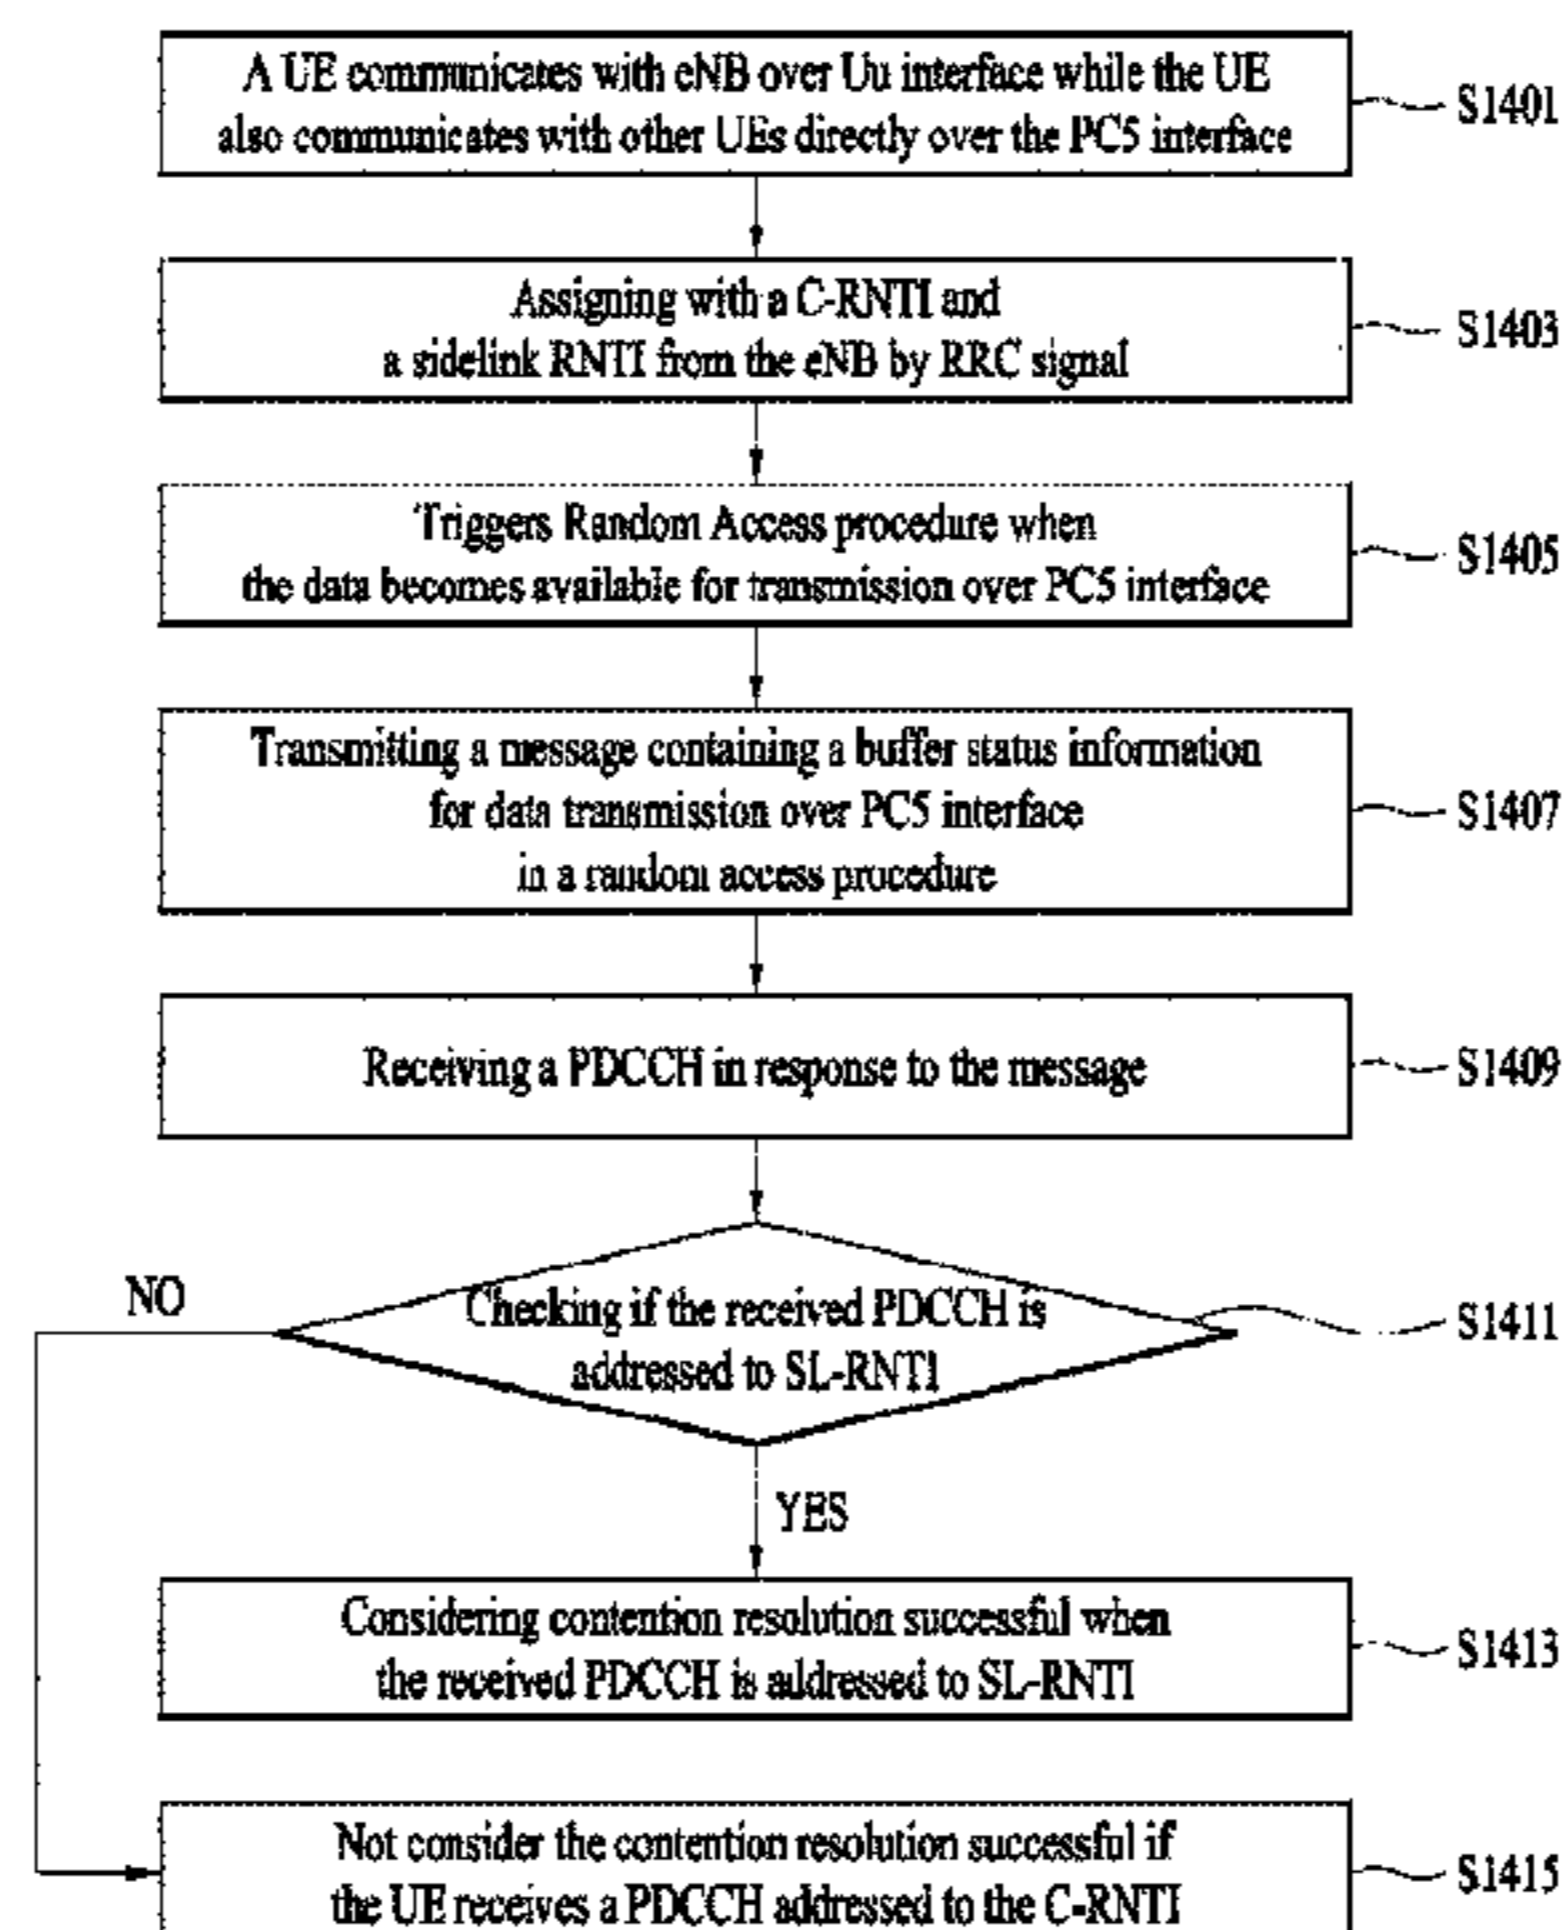 A UE communicates with eNB over Uu interface while the UE
also communicates with other UEs directly over the PC5 interface
S1401
Assigning with a C-RNTI and
a sidelink RNTI from the eNB by RRC signal
S1403
Triggers Random Access procedure when
the data becomes available for transmission over PC5 interface
S1405
Transmitting a message containing a buffer status information
for data transmission over PC5 interface
in a random access procedure
S1407
Receiving a PDCCH in response to the message
S1409
NO
Checking if the received PDCCH is
addressed to SL-RNTI
S1411
YES
Considering contention resolution successful when
the received PDCCH is addressed to SL-RNTI
S1413
Not consider the contention resolution successful if
the UE receives a PDCCH addressed to the C-RNTI
S1415